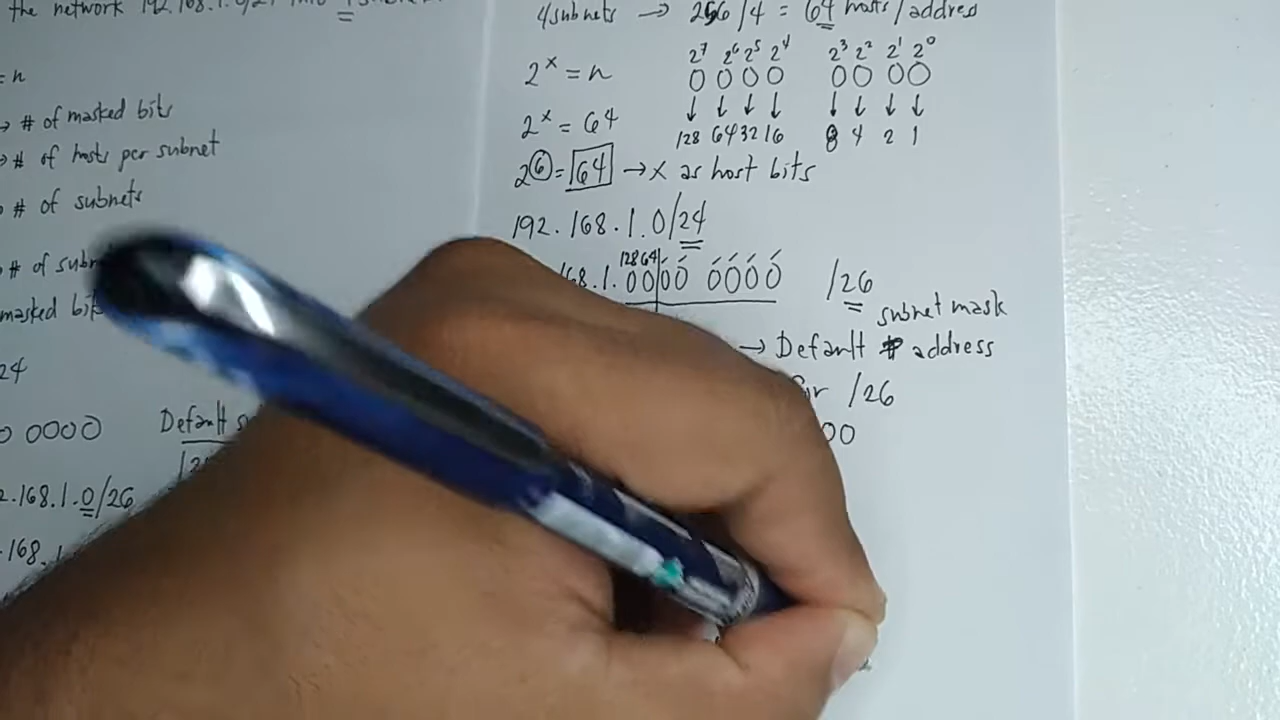 the network 192.168.1.0/24 into 4
= n
→ # of masked bits
→ # of hosts per subnet
# of subnets
# of subn
masked bit
24
0 0000 Default
2.168.1.0/26
.168.1
4 subnets → 256/4 = 64 hosts/address
2^7 2^6 2^5 2^4 2^3 2^2 2^1 2^0
2^x = n 0 0 0 0 0 0 0 0
↓ ↓ ↓ ↓ ↓ ↓ ↓ ↓
2^x = 64 128 64 32 16 8 4 2 1
2^6 = 64 → x as host bits
192.168.1.0/24
128 64
168.1.0000 0000 /26
subnet mask
→ Default address
for /26
00